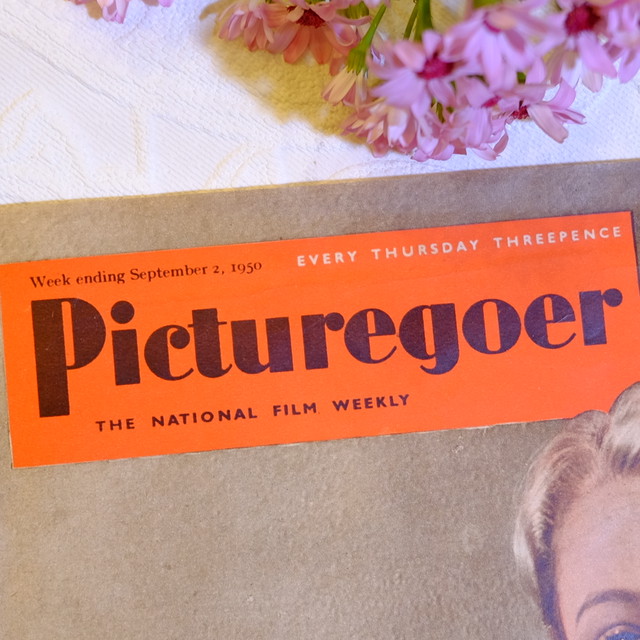 Week ending September 2, 1950
EVERY THURSDAY THREEPENCE
Picturegoer
THE NATIONAL FILM WEEKLY